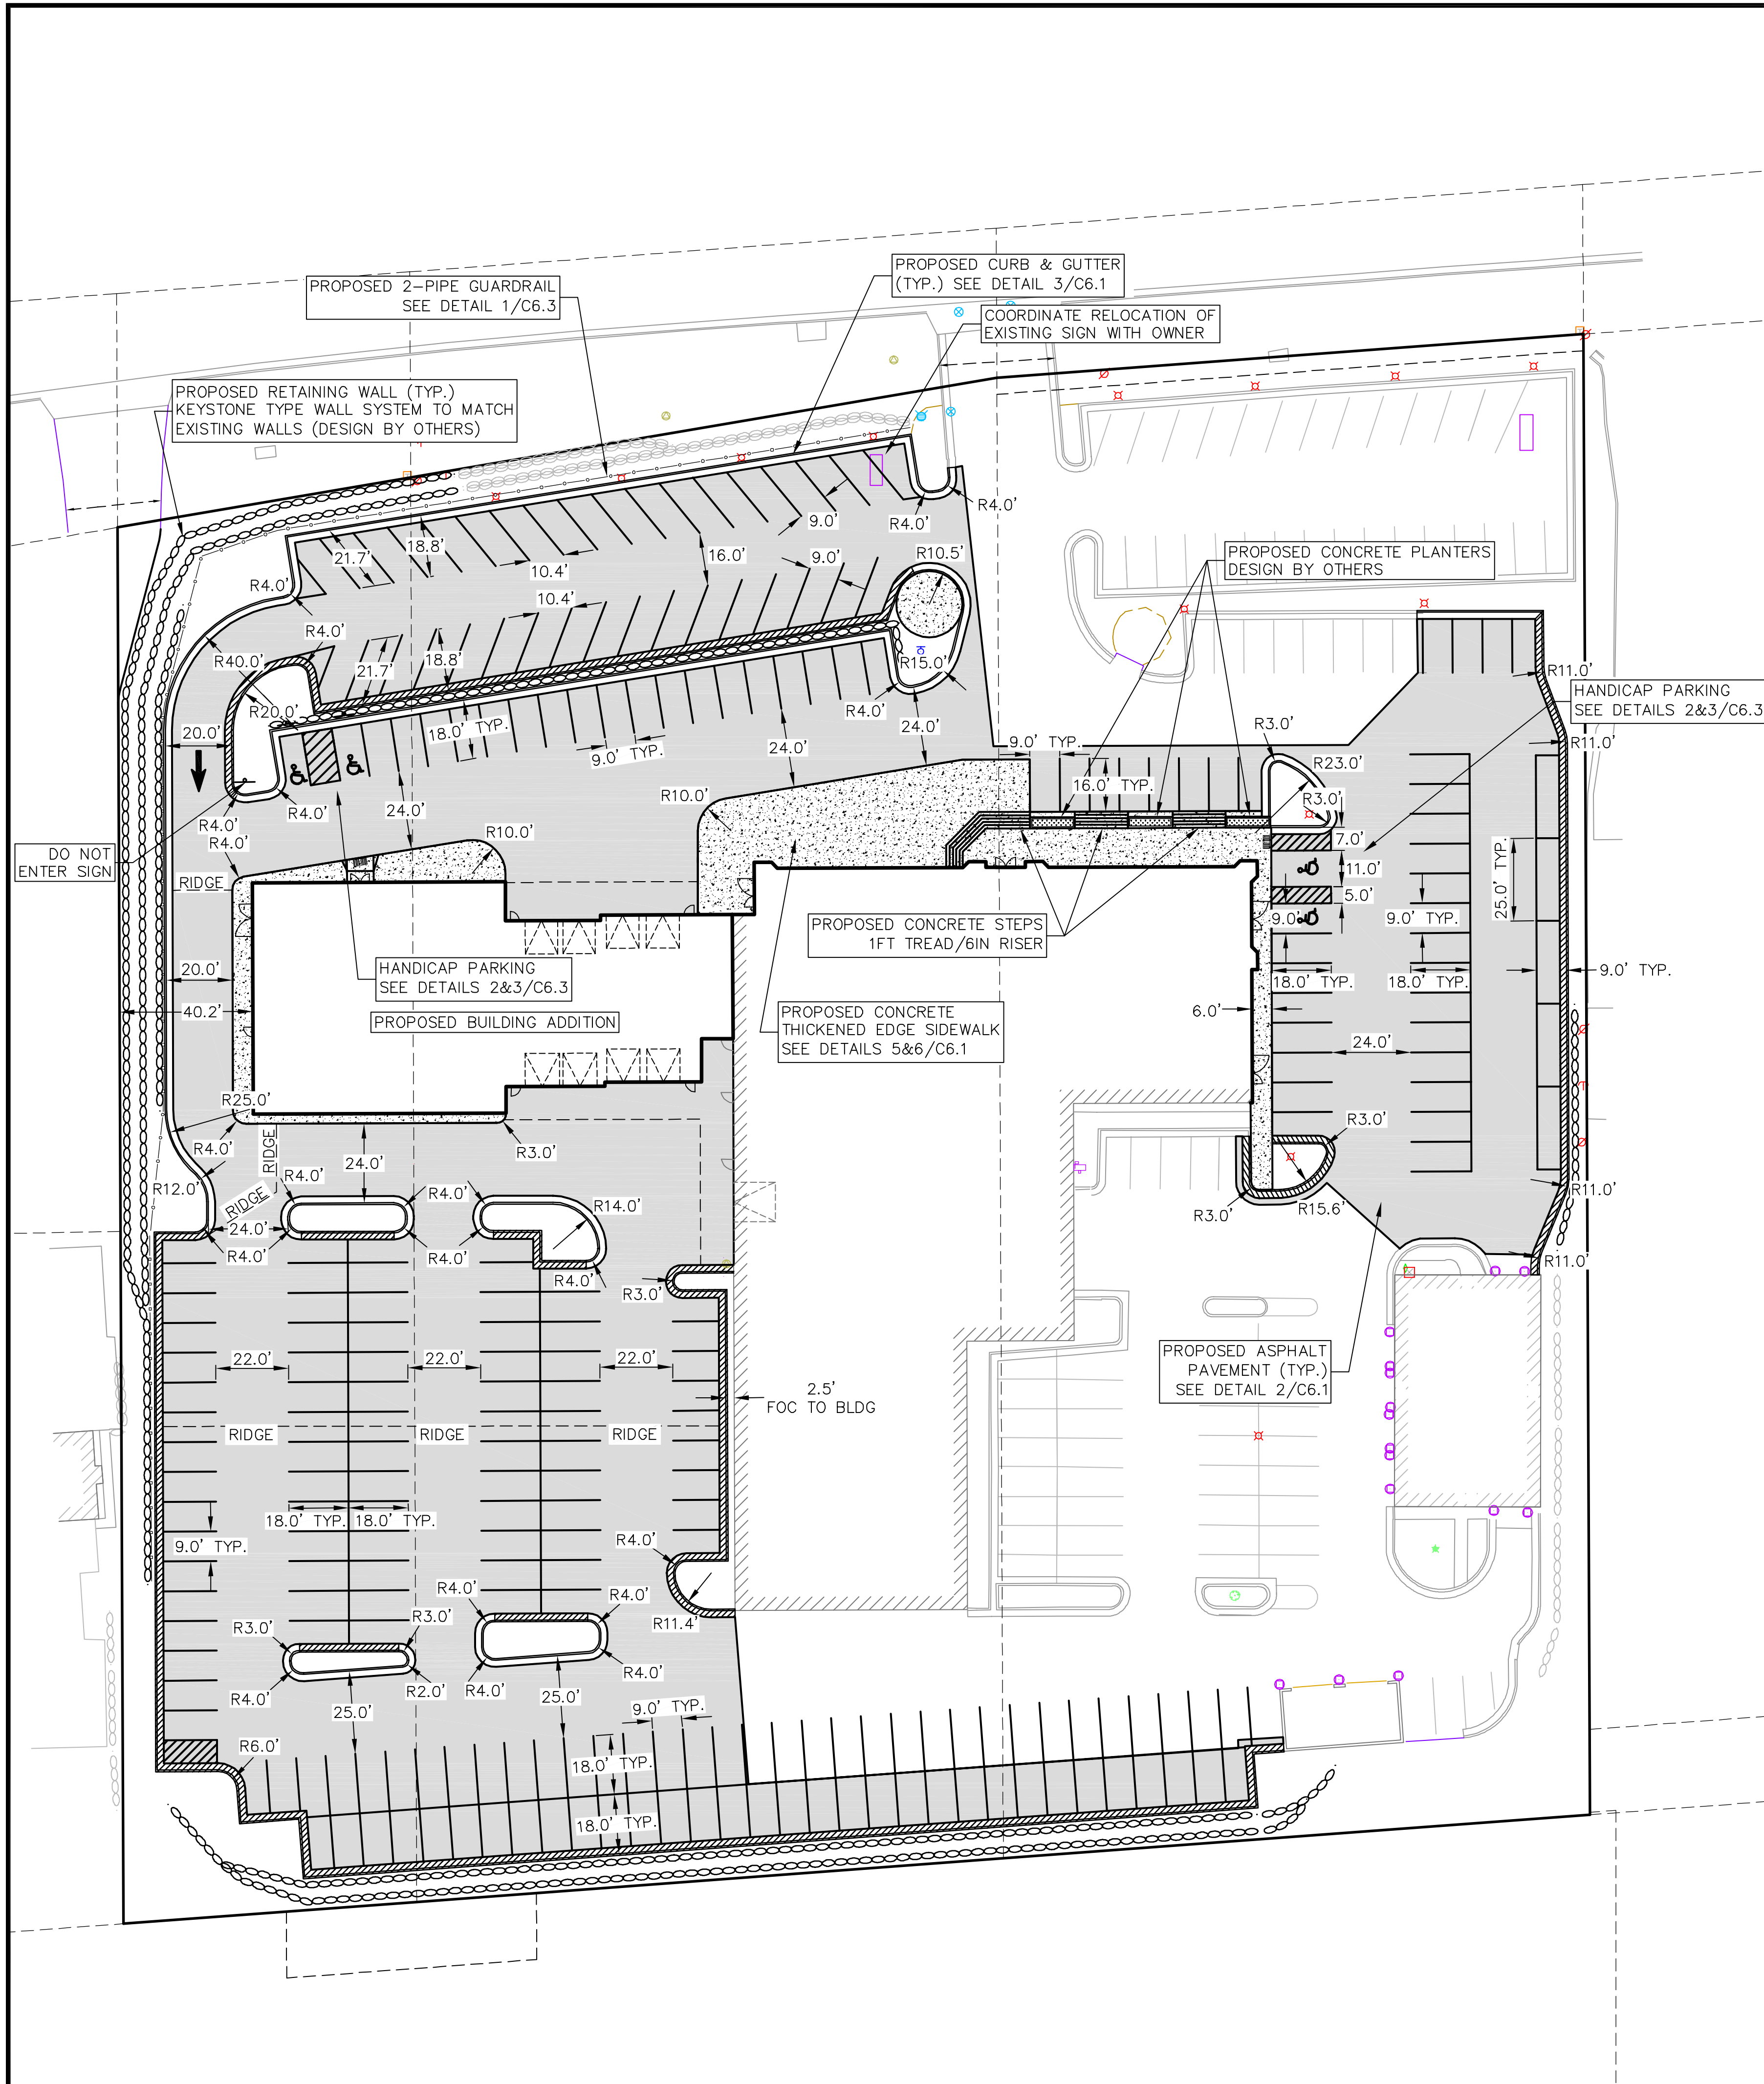 PROPOSED 2-PIPE GUARDRAIL
SEE DETAIL 1/C6.3
PROPOSED CURB & GUTTER
(TYP.) SEE DETAIL 3/C6.1
COORDINATE RELOCATION OF
EXISTING SIGN WITH OWNER
PROPOSED RETAINING WALL (TYP.)
KEYSTONE TYPE WALL SYSTEM TO MATCH
EXISTING WALLS (DESIGN BY OTHERS)
R4.0'
R4.0'
9.0'
18.8'
21.7'
16.0'
9.0'
R10.5'
10.4'
10.4'
R4.0'
PROPOSED CONCRETE PLANTERS
DESIGN BY OTHERS
R4.0'
R40.0'
21.7'
18.8'
R15.0'
R20.0'
R4.0'
20.0'
18.0' TYP.
9.0' TYP.
24.0'
24.0'
R11.0'
HANDICAP PARKING
SEE DETAILS 2&3/C6.3
R3.0'
R11.0'
9.0' TYP.
R23.0'
16.0' TYP.
R3.0'
R10.0'
R4.0'
R4.0'
24.0'
R10.0'
R4.0'
7.0'
DO NOT
ENTER SIGN
RIDGE
11.0'
5.0'
25.0' TYP.
9.0'
9.0' TYP.
PROPOSED CONCRETE STEPS
1FT TREAD/6IN RISER
20.0'
HANDICAP PARKING
SEE DETAILS 2&3/C6.3
18.0' TYP.
18.0' TYP.
9.0' TYP.
40.2'
PROPOSED BUILDING ADDITION
PROPOSED CONCRETE
THICKENED EDGE SIDEWALK
SEE DETAILS 5&6/C6.1
6.0'
24.0'
R25.0'
R4.0'
RIDGE
R3.0'
R3.0'
24.0'
R12.0'
R4.0'
RIDGE
R4.0'
R14.0'
R11.0'
R3.0'
R15.6'
24.0'
R4.0'
R4.0'
R4.0'
R11.0'
R3.0'
22.0'
22.0'
22.0'
PROPOSED ASPHALT
PAVEMENT (TYP.)
SEE DETAIL 2/C6.1
2.5'
FOC TO BLDG
RIDGE
RIDGE
RIDGE
18.0' TYP.
18.0' TYP.
9.0' TYP.
R4.0'
R4.0'
R4.0'
R3.0'
R3.0'
R11.4'
R4.0'
R2.0'
R4.0'
R4.0'
25.0'
25.0'
9.0' TYP.
R6.0'
18.0' TYP.
18.0' TYP.